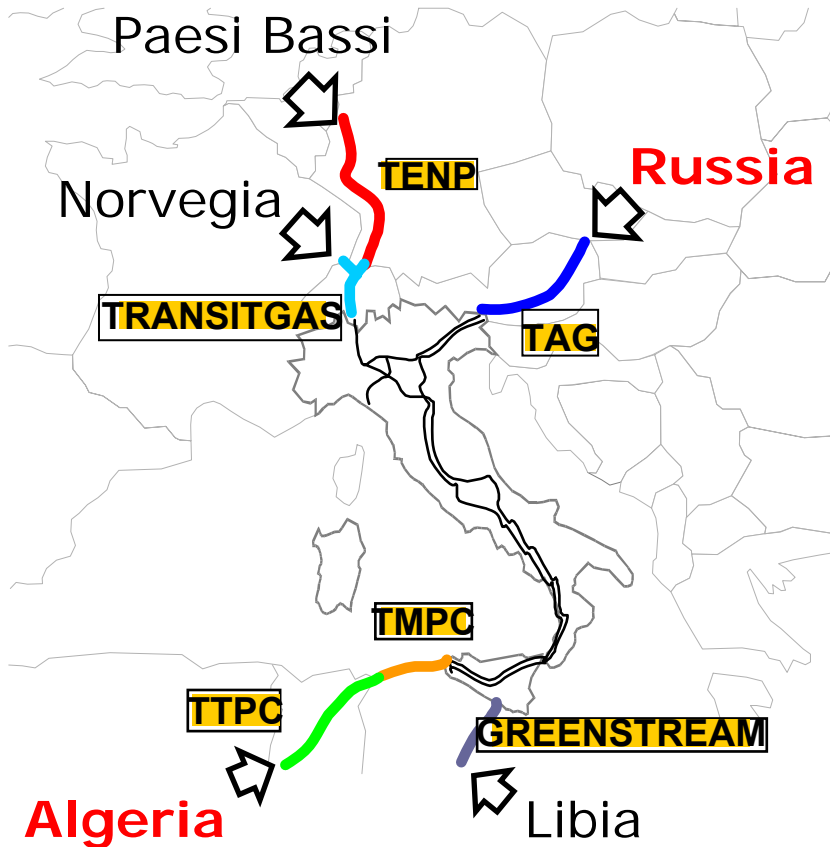 Paesi Bassi
TENP
Russia
Norvegia
TRANSITGAS
TAG
TMPC
TTPC
GREENSTREAM
Algeria
Libia